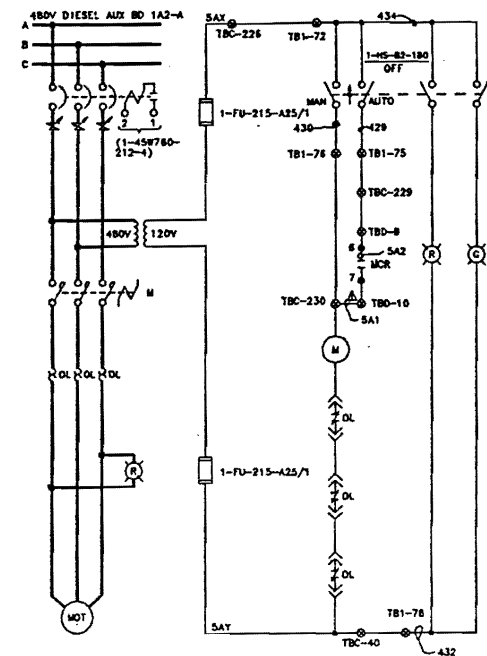 480V DIESEL AUX BD 1A2-A
A
B
C
2 1
(1-45W760-
212-4)
480V 120V
M
OL OL OL
R
MOT
5AX
TBC-226
TB1-72
434
1-HS-82-180
OFF
MAN
AUTO
1-FU-215-A25/1
430
429
TB1-76
TB1-75
TBC-229
TBD-9
6
5A2
MCR
7
R
G
TBC-230
TBD-10
5A1
M
OL
1-FU-215-A25/1
OL
OL
5AY
TB1-78
TBC-40
432